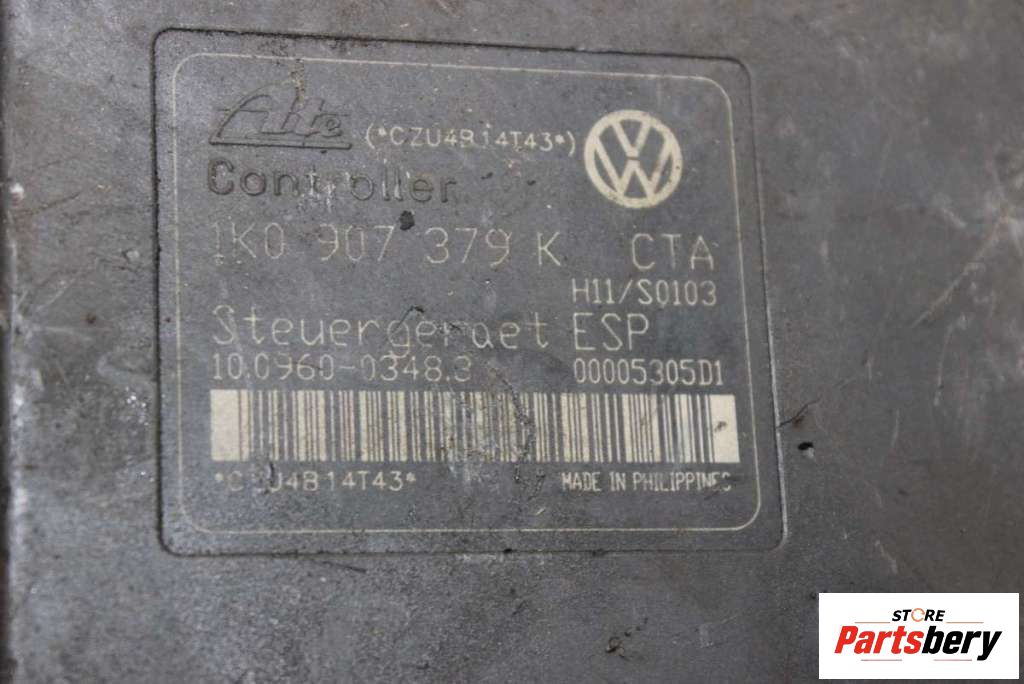 Ate (*CZU4B14T43*)
Controller
1K0 907 379 K CTA
H11/S0103
Steuergeraet ESP
10.0960-0348.3 00005305D1
*CZU4B14T43* MADE IN PHILIPPINES
STORE
Partsbery